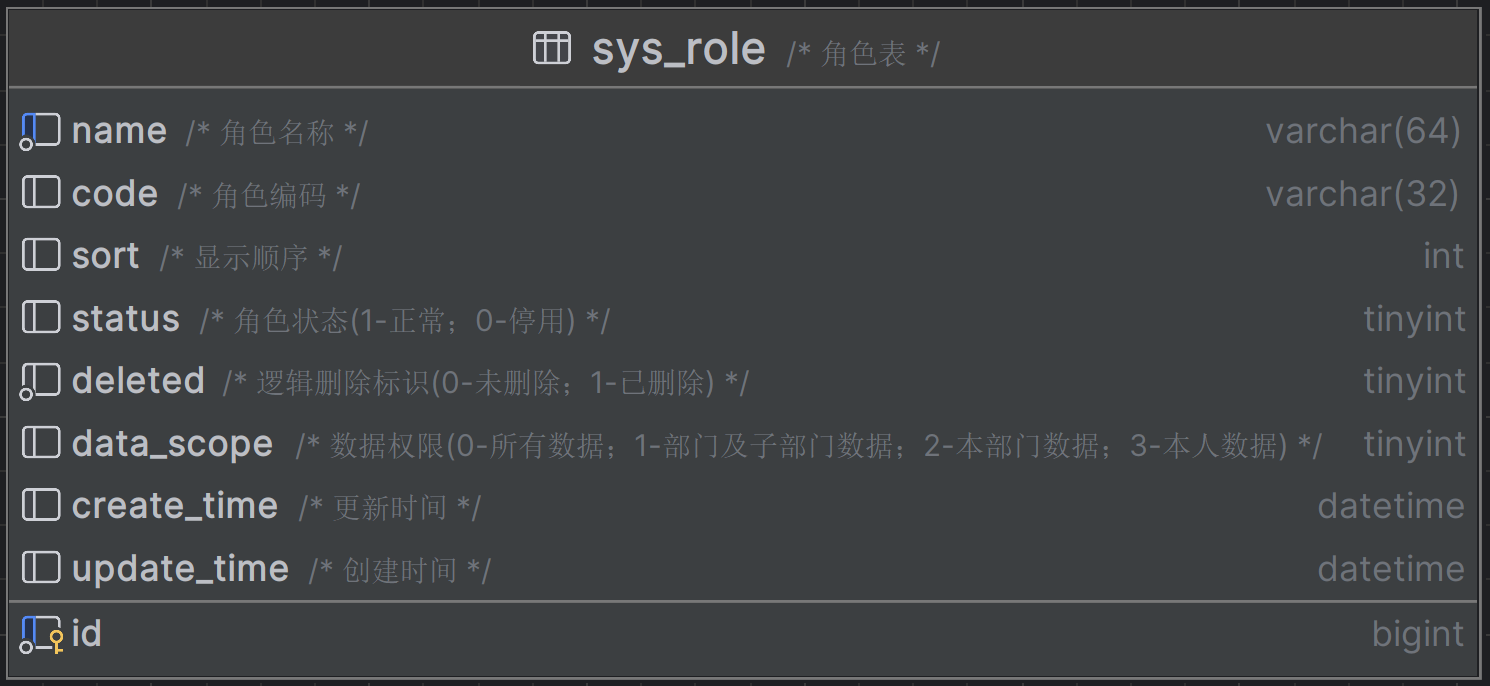 sys_role /* 角色表 */
name /* 角色名称 */ varchar(64)
code /* 角色编码 */ varchar(32)
sort /* 显示顺序 */ int
status /* 角色状态(1-正常；0-停用) */ tinyint
deleted /* 逻辑删除标识(0-未删除；1-已删除) */ tinyint
data_scope /* 数据权限(0-所有数据；1-部门及子部门数据；2-本部门数据；3-本人数据) */ tinyint
create_time /* 更新时间 */ datetime
update_time /* 创建时间 */ datetime
id bigint